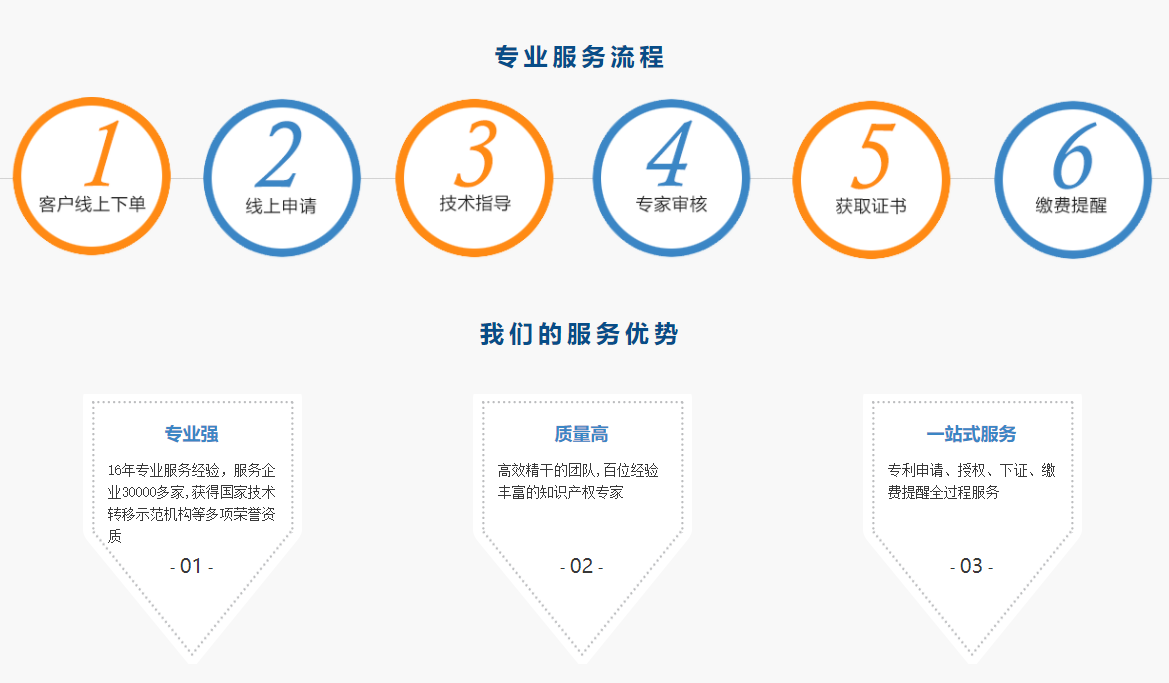 专业服务流程
1
客户线上下单
2
线上申请
3
技术指导
4
专家审核
5
获取证书
6
缴费提醒
我们的服务优势
专业强
16年专业服务经验，服务企
业30000多家,获得国家技术
转移示范机构等多项荣誉资
质
- 01 -
质量高
高效精干的团队,百位经验
丰富的知识产权专家
- 02 -
一站式服务
专利申请、授权、下证、缴
费提醒全过程服务
- 03 -